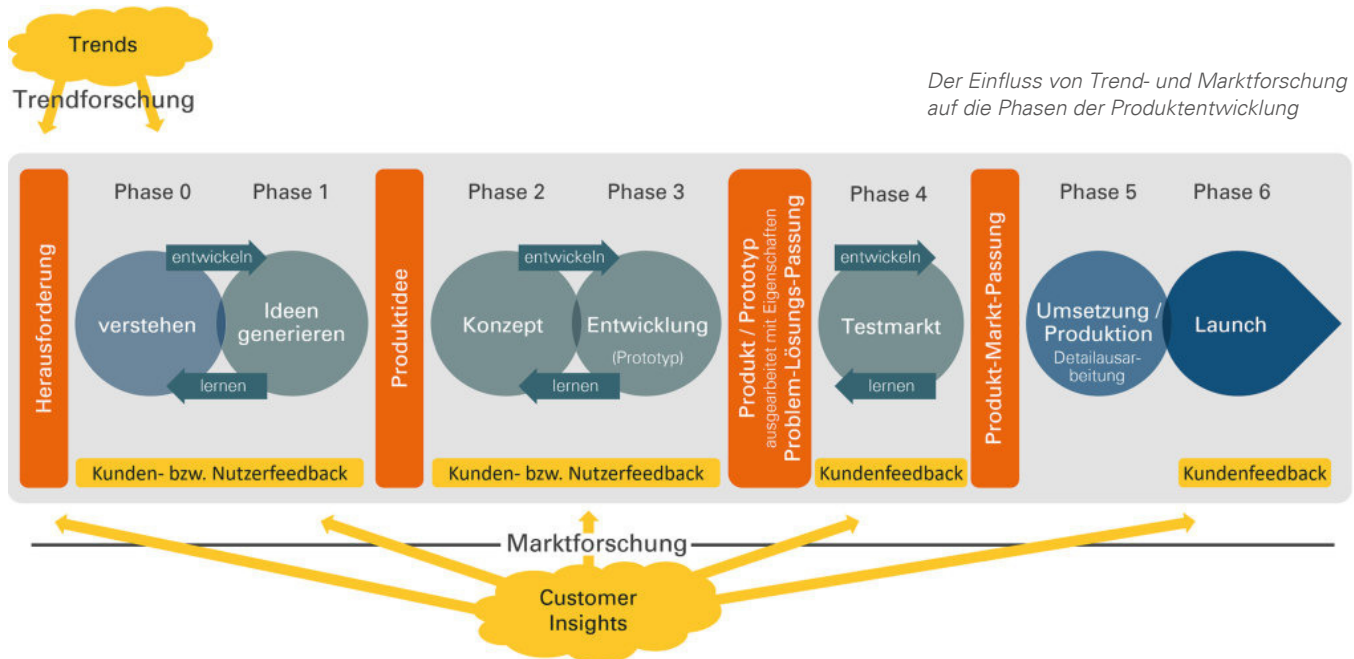 Trends
Trendforschung
Der Einfluss von Trend- und Marktforschung
auf die Phasen der Produktentwicklung
Herausforderung
Phase 0
Phase 1
entwickeln
verstehen
Ideen
generieren
lernen
Kunden- bzw. Nutzerfeedback
Produktidee
Phase 2
Phase 3
entwickeln
Konzept
Entwicklung
(Prototyp)
lernen
Kunden- bzw. Nutzerfeedback
Produkt / Prototyp
ausgearbeitet mit Eigenschaften
Problem-Lösungs-Passung
Phase 4
entwickeln
Testmarkt
lernen
Kundenfeedback
Produkt-Markt-Passung
Phase 5
Phase 6
Umsetzung /
Produktion
Detailausar-
beitung
Launch
Kundenfeedback
Marktforschung
Customer
Insights